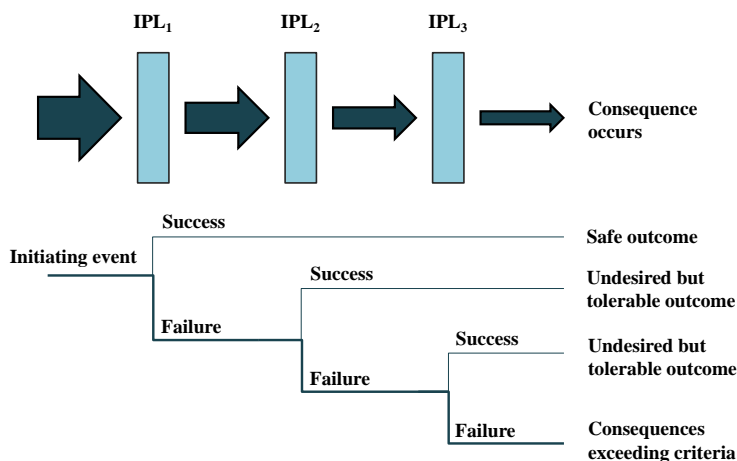 IPL₁ IPL₂ IPL₃
Consequence
occurs
Success
Safe outcome
Initiating event
Success
Undesired but
tolerable outcome
Failure
Success
Undesired but
tolerable outcome
Failure
Failure
Consequences
exceeding criteria